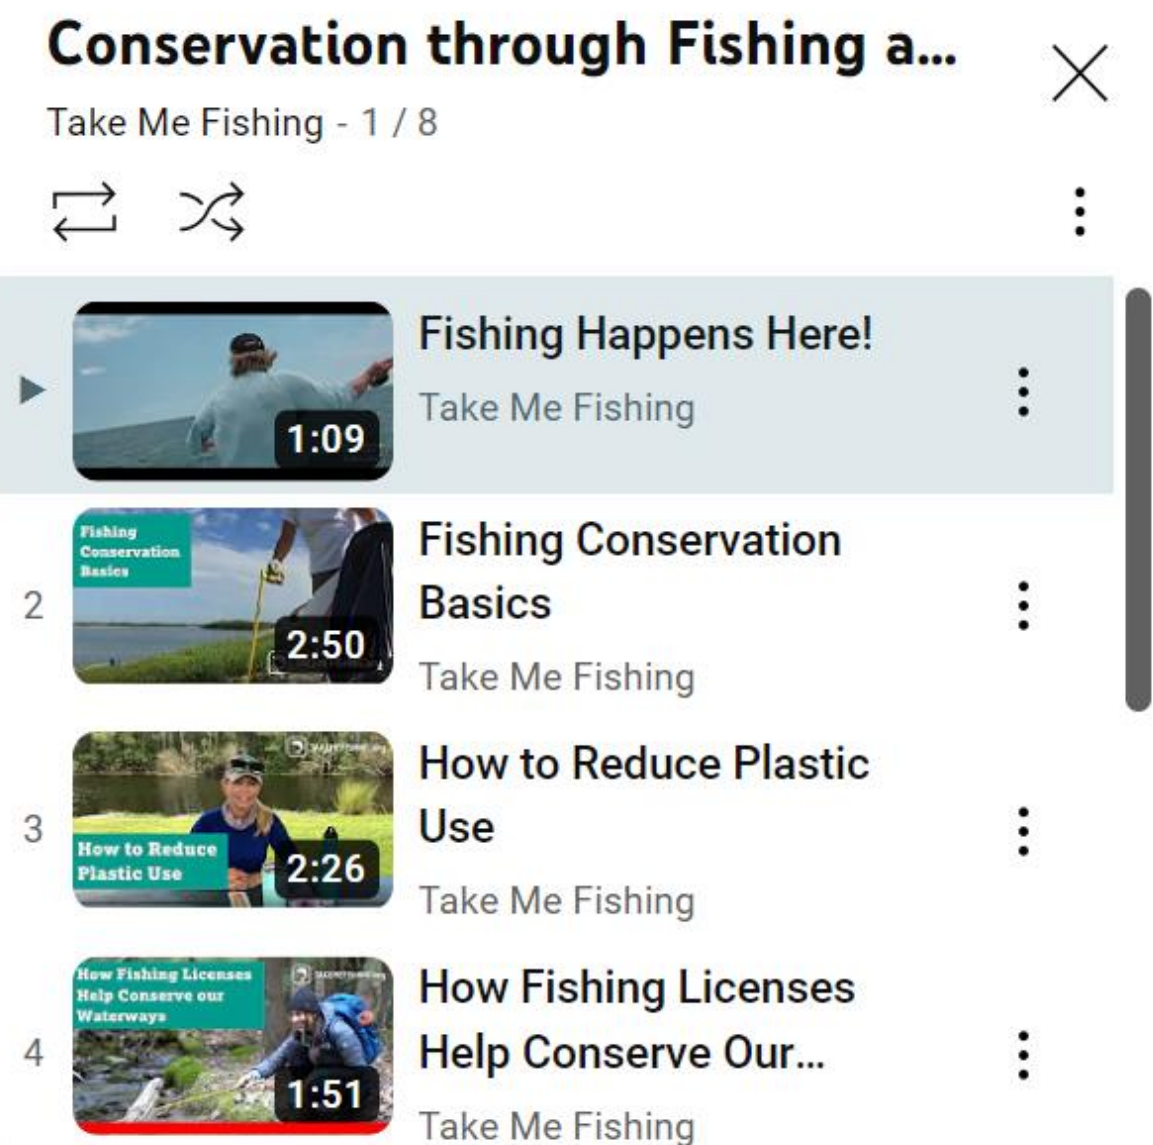 Conservation through Fishing a...
Take Me Fishing - 1 / 8
1:09
Fishing Happens Here!
Take Me Fishing
2
Fishing
Conservation
Basics
2:50
Fishing Conservation
Basics
Take Me Fishing
3
How to Reduce
Plastic Use
2:26
How to Reduce Plastic
Use
Take Me Fishing
4
How Fishing Licenses
Help Conserve our
Waterways
1:51
How Fishing Licenses
Help Conserve Our...
Take Me Fishing